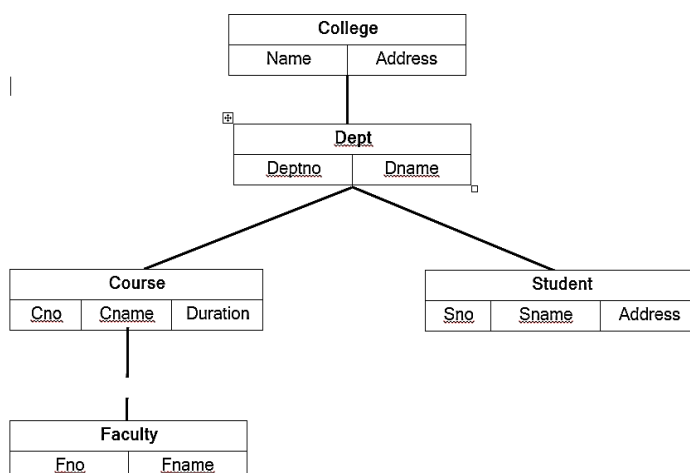 College
Name Address
Dept
Deptno Dname
Course
Cno Cname Duration
Student
Sno Sname Address
Faculty
Fno Fname